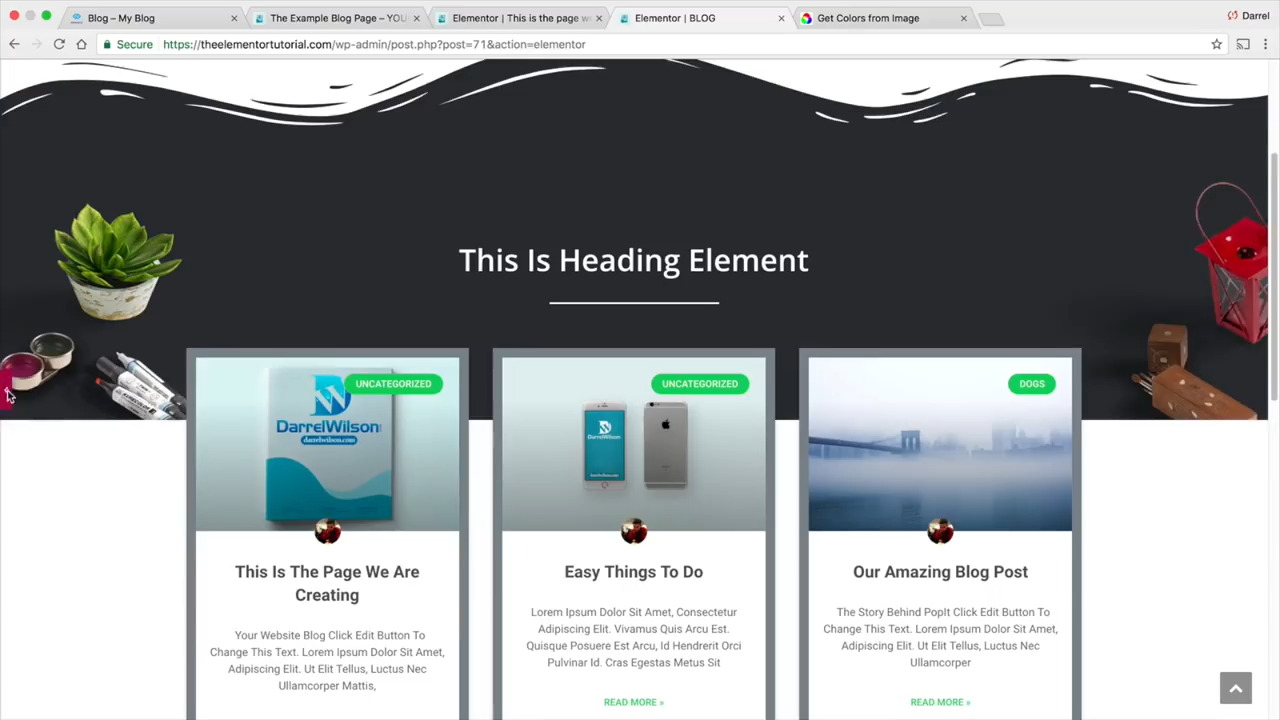 Blog – My Blog
The Example Blog Page – YOU
Elementor | This is the page w
Elementor | BLOG
Get Colors from Image
Darrel
Secure
https://theelementortutorial.com/wp-admin/post.php?post=71&action=elementor
This Is Heading Element
UNCATEGORIZED
DarrelWilson
darrelwilson.com
UNCATEGORIZED
DarrelWilson
DOGS
This Is The Page We Are
Creating
Your Website Blog Click Edit Button To
Change This Text. Lorem Ipsum Dolor Sit Amet,
Adipiscing Elit. Ut Elit Tellus, Luctus Nec
Ullamcorper Mattis,
Easy Things To Do
Lorem Ipsum Dolor Sit Amet, Consectetur
Adipiscing Elit. Vivamus Quis Arcu Est.
Quisque Posuere Est Arcu, Id Hendrerit Orci
Pulvinar Id. Cras Egestas Metus Sit
READ MORE »
Our Amazing Blog Post
The Story Behind PopIt Click Edit Button To
Change This Text. Lorem Ipsum Dolor Sit Amet,
Adipiscing Elit. Ut Elit Tellus, Luctus Nec
Ullamcorper
READ MORE »